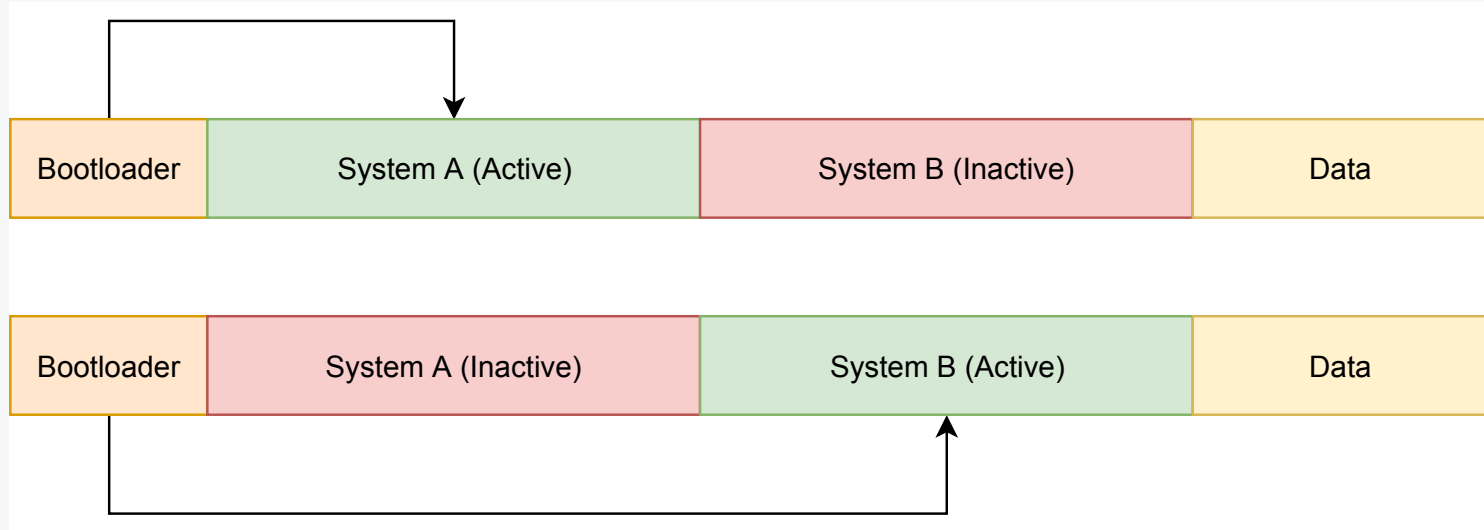 Bootloader
System A (Active)
System B (Inactive)
Data
Bootloader
System A (Inactive)
System B (Active)
Data